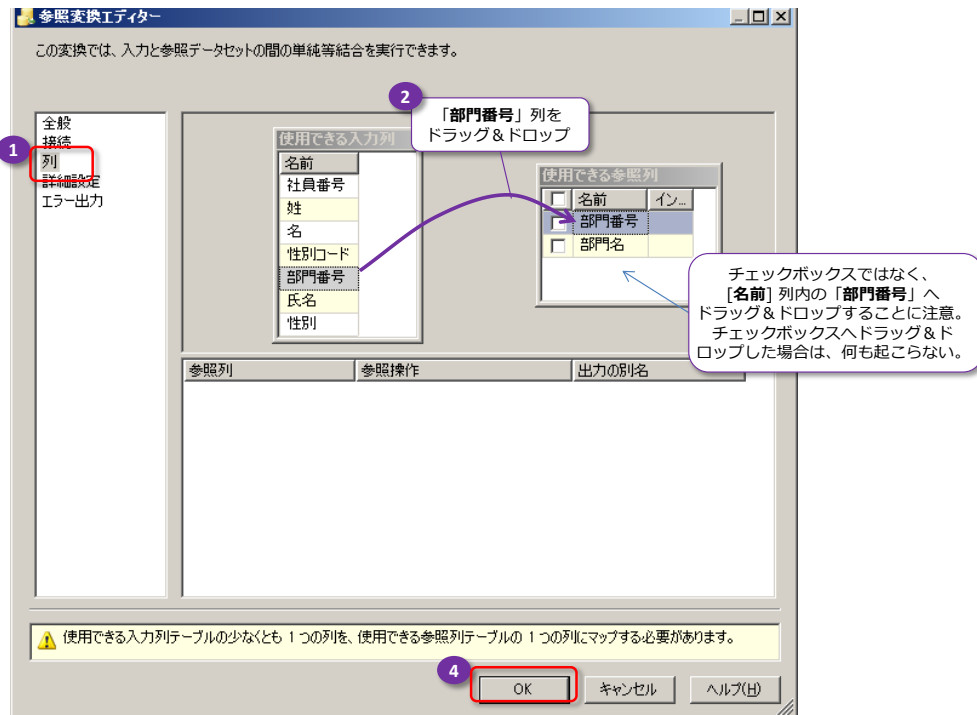 参照変換エディター
この変換では、入力と参照データセットの間の単純等結合を実行できます。
全般
接続
列
詳細設定
エラー出力
1
2
「部門番号」列を
ドラッグ＆ドロップ
使用できる入力列
名前
社員番号
姓
名
性別コード
部門番号
氏名
性別
使用できる参照列
名前 イン...
部門番号
部門名
チェックボックスではなく、
[名前] 列内の「部門番号」へ
ドラッグ＆ドロップすることに注意。
チェックボックスへドラッグ＆ド
ロップした場合は、何も起こらない。
参照列 参照操作 出力の別名
使用できる入力列テーブルの少なくとも 1 つの列を、使用できる参照列テーブルの 1 つの列にマップする必要があります。
4
OK キャンセル ヘルプ(H)